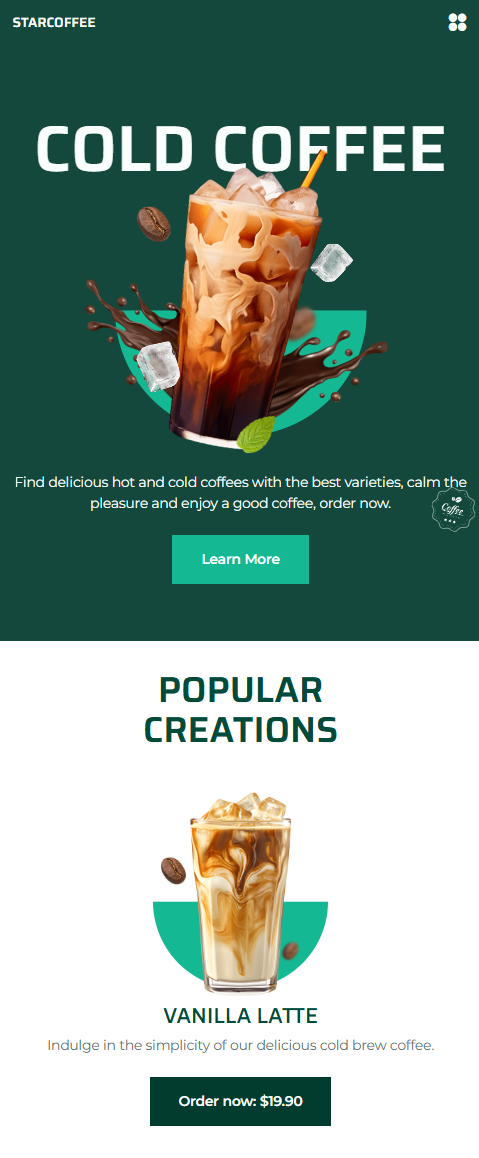 STARCOFFEE
COLD COFFEE
Find delicious hot and cold coffees with the best varieties, calm the
pleasure and enjoy a good coffee, order now.
Coffee
Learn More
POPULAR
CREATIONS
VANILLA LATTE
Indulge in the simplicity of our delicious cold brew coffee.
Order now: $19.90